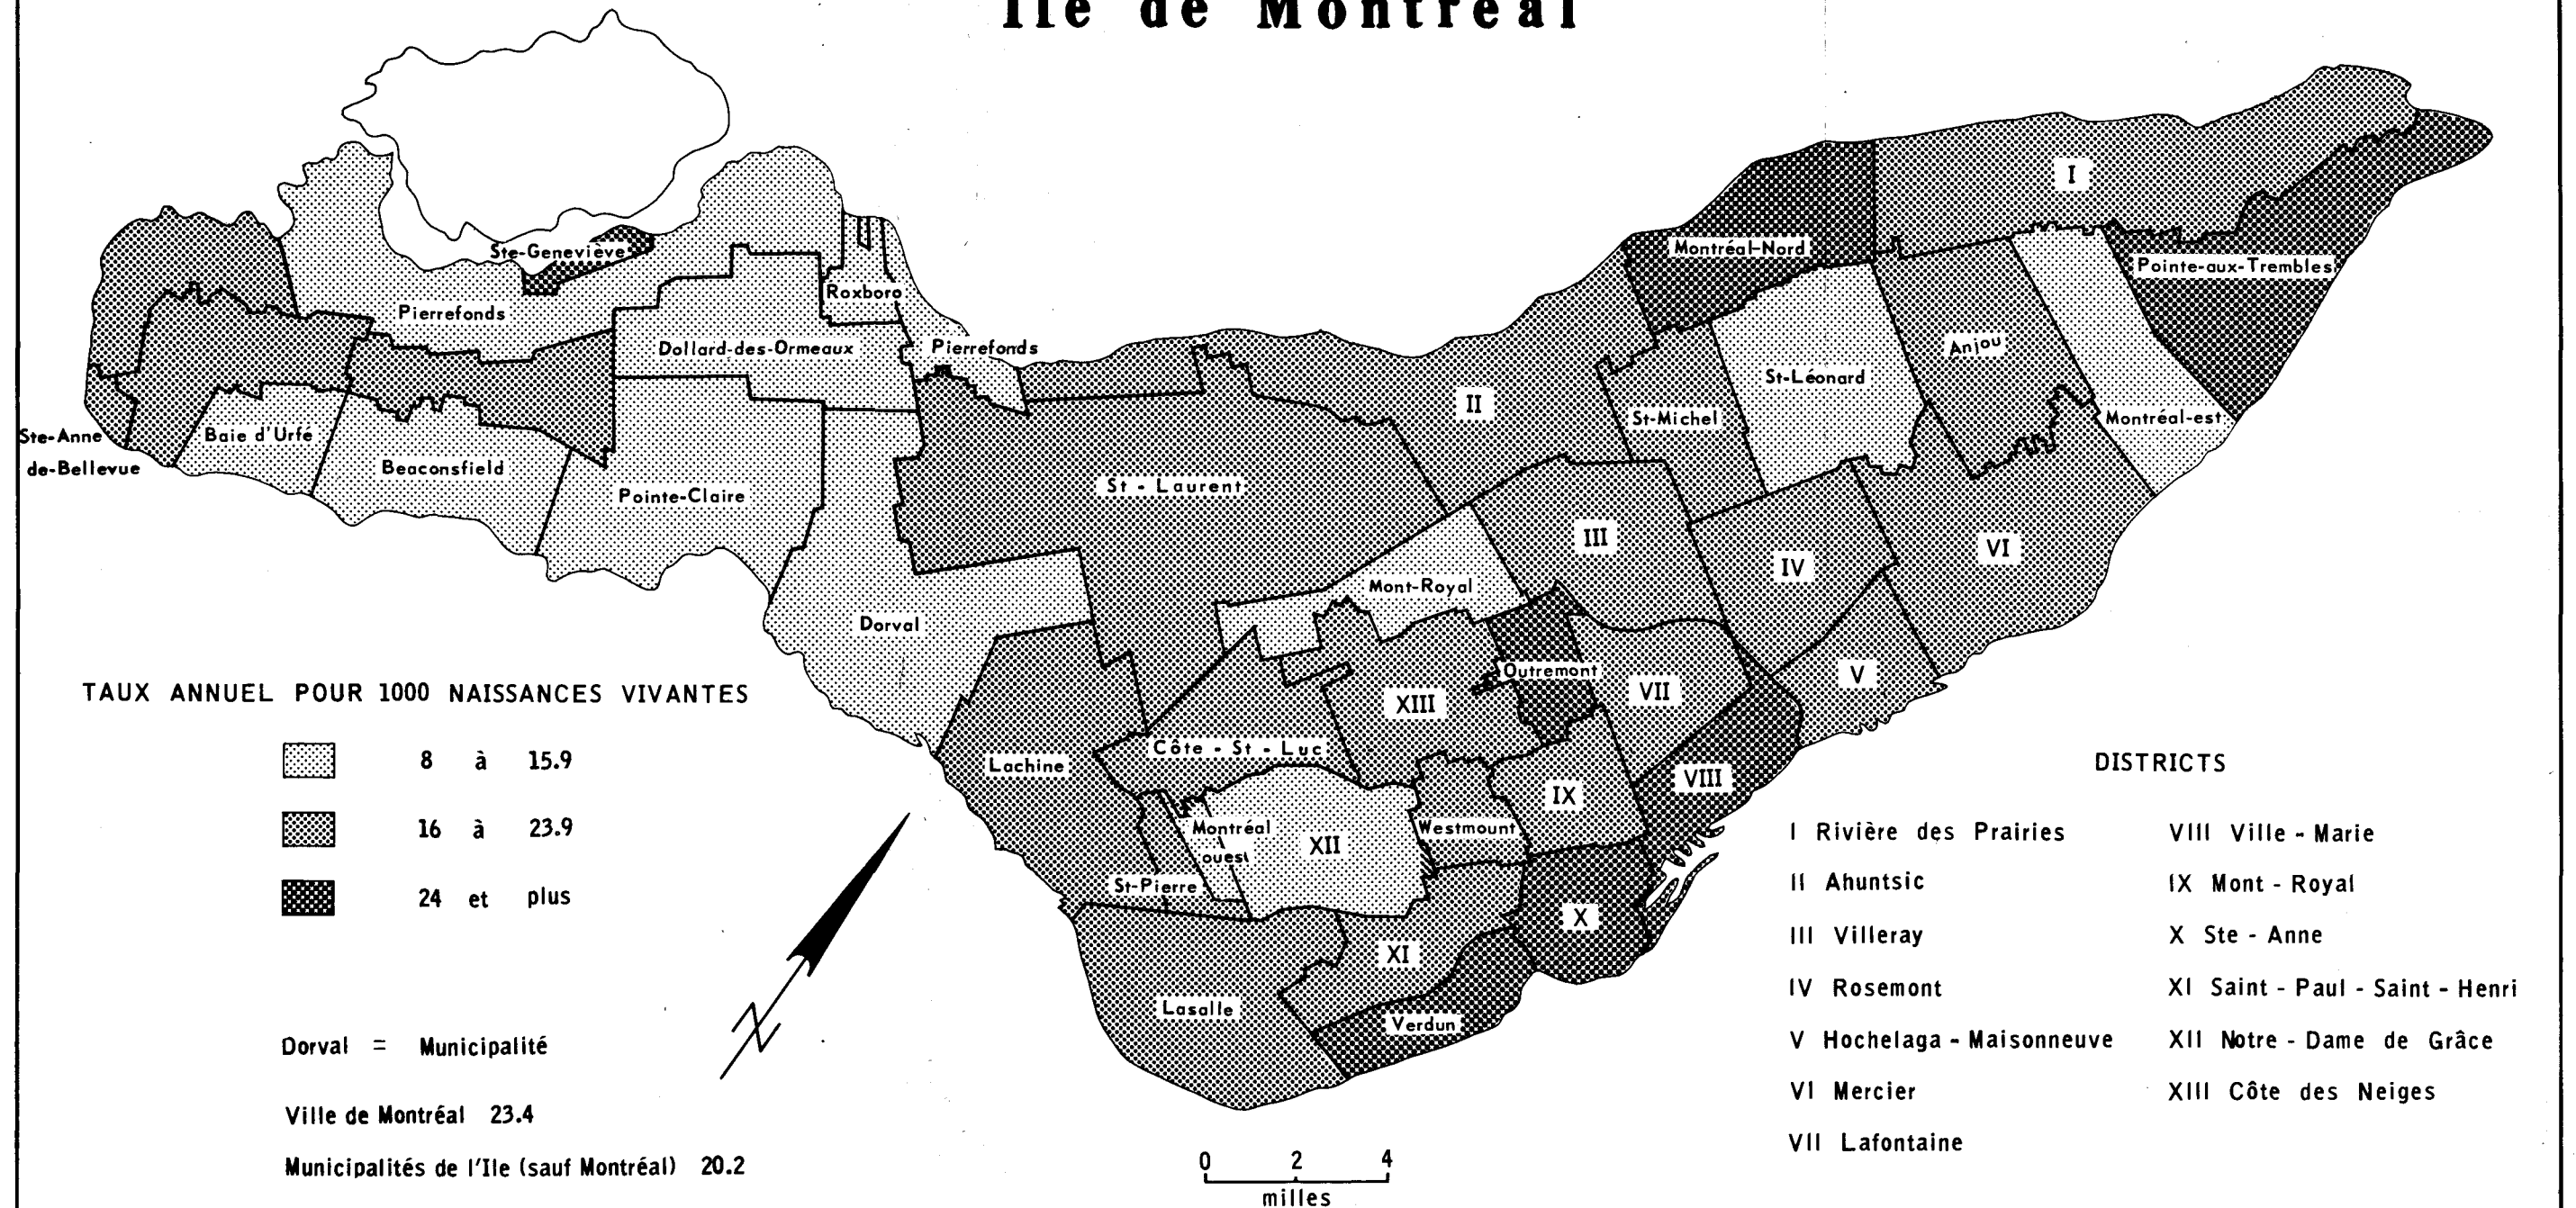 Ile de Montréal
Ste-Geneviève
Pierrefonds
Roxboro
Dollard-des-Ormeaux
Pierrefonds
Ste-Anne
de-Bellevue
Baie d'Urfé
Beaconsfield
Pointe-Claire
Dorval
St - Laurent
Mont-Royal
Montréal-Nord
I
Pointe-aux-Trembles
Anjou
St-Léonard
St-Michel
Montréal-est
II
III
IV
VI
V
Outremont
VII
XIII
VIII
Lachine
Côte - St - Luc
IX
Montréal
ouest
XII
Westmount
St-Pierre
X
XI
Lasalle
Verdun
TAUX ANNUEL POUR 1000 NAISSANCES VIVANTES
8 à 15.9
16 à 23.9
24 et plus
Dorval = Municipalité
Ville de Montréal 23.4
Municipalités de l'Ile (sauf Montréal) 20.2
N
0 2 4
milles
DISTRICTS
I Rivière des Prairies
II Ahuntsic
III Villeray
IV Rosemont
V Hochelaga - Maisonneuve
VI Mercier
VII Lafontaine
VIII Ville - Marie
IX Mont - Royal
X Ste - Anne
XI Saint - Paul - Saint - Henri
XII Notre - Dame de Grâce
XIII Côte des Neiges